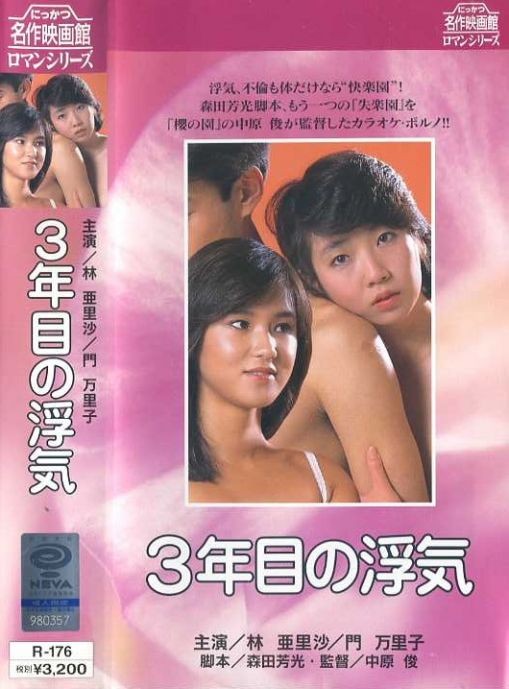 にっかつ
名作映画館
ロマンシリーズ
主演／林 亜里沙／門 万里子
3年目の浮気
NEVA
成人指定
980357
R-176
税別¥3,200
にっかつ
名作映画館
ロマンシリーズ
浮気、不倫も体だけなら“快樂園”！
森田芳光脚本、もう一つの『失楽園』を
『櫻の園』の中原 俊が監督したカラオケ・ポルノ!!
3年目の浮気
主演／林 亜里沙／門 万里子
脚本／森田芳光・監督／中原 俊